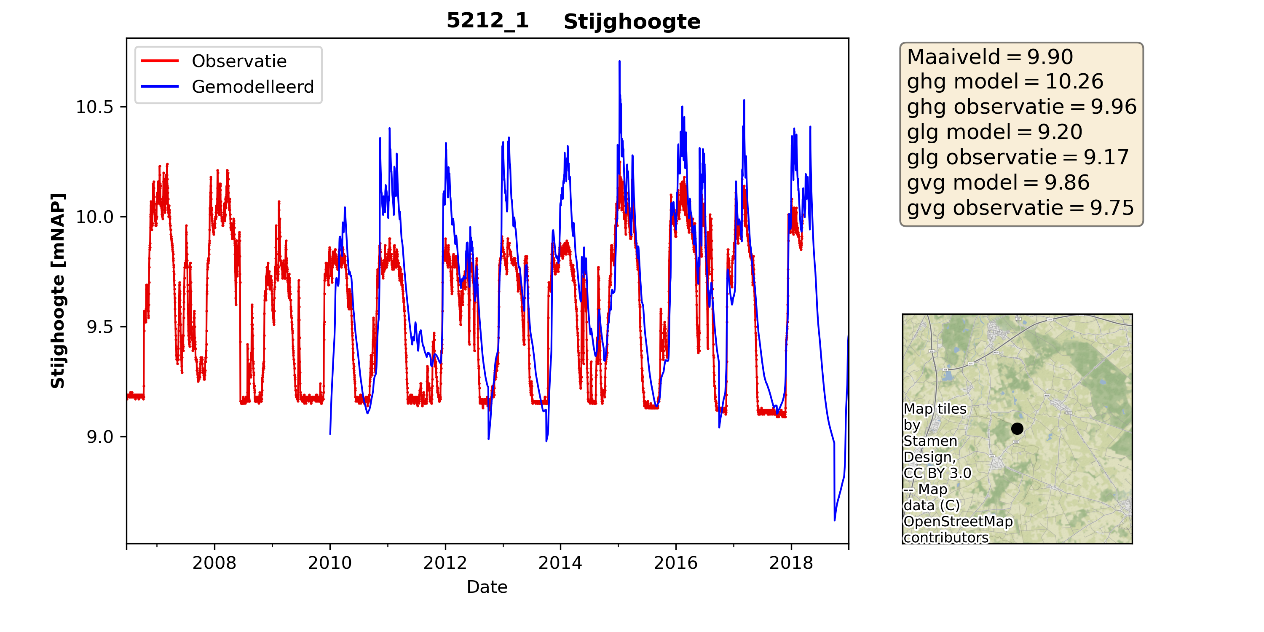 5212_1 Stijghoogte
Observatie
Gemodelleerd
10.5
10.0
9.5
9.0
Stijghoogte [mNAP]
2008 2010 2012 2014 2016 2018
Date
Maaiveld = 9.90
ghg model = 10.26
ghg observatie = 9.96
glg model = 9.20
glg observatie = 9.17
gvg model = 9.86
gvg observatie = 9.75
Map tiles
by
Stamen
Design,
CC BY 3.0
-- Map
data (C)
OpenStreetMap
contributors